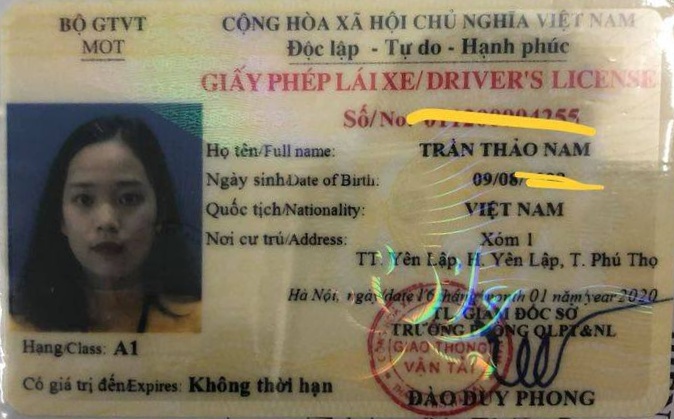 BỘ GTVT
MOT
CỘNG HÒA XÃ HỘI CHỦ NGHĨA VIỆT NAM
Độc lập - Tự do - Hạnh phúc
GIẤY PHÉP LÁI XE/ DRIVER'S LICENSE
Số/No:
Họ tên/Full name: TRẦN THẢO NAM
Ngày sinh/Date of Birth: 09/08/
Quốc tịch/Nationality: VIỆT NAM
Nơi cư trú/Address: Xóm 1
TT. Yên Lập, H. Yên Lập, T. Phú Thọ
Hà Nội, ngày/date 16 tháng/month 01 năm/year 2020
TL. GIÁM ĐỐC SỞ
TRƯỞNG PHÒNG QLPT&NL
GIAO THÔNG
VẬN TẢI
Hạng/Class: A1
Có giá trị đến/Expires: Không thời hạn
ĐÀO DUY PHONG